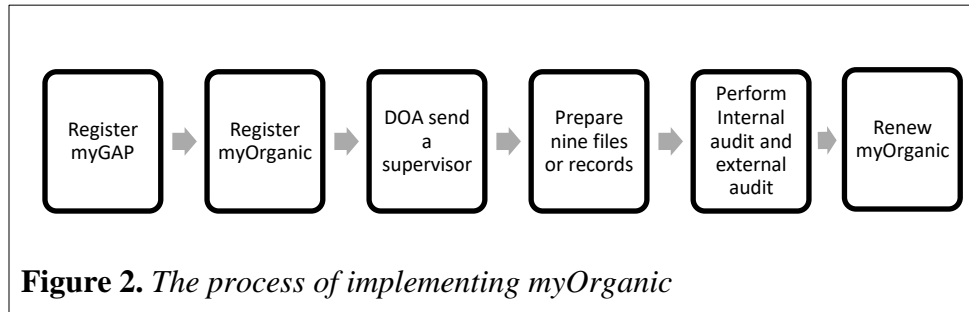 Register
myGAP
Register
myOrganic
DOA send
a
supervisor
Prepare
nine files
or records
Perform
Internal
audit and
external
audit
Renew
myOrganic
Figure 2. The process of implementing myOrganic